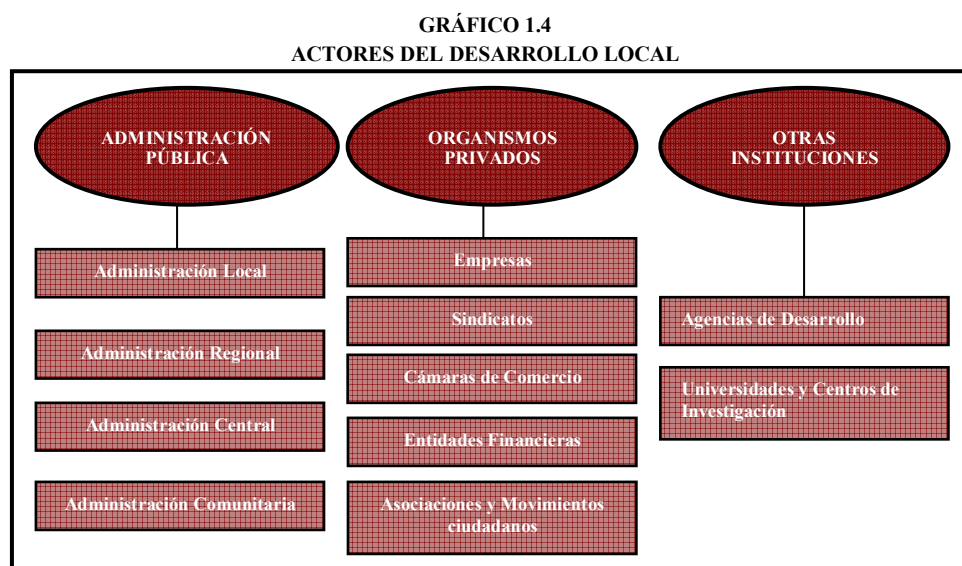 GRÁFICO 1.4
ACTORES DEL DESARROLLO LOCAL
ADMINISTRACIÓN
PÚBLICA
Administración Local
Administración Regional
Administración Central
Administración Comunitaria
ORGANISMOS
PRIVADOS
Empresas
Sindicatos
Cámaras de Comercio
Entidades Financieras
Asociaciones y Movimientos
ciudadanos
OTRAS
INSTITUCIONES
Agencias de Desarrollo
Universidades y Centros de
Investigación